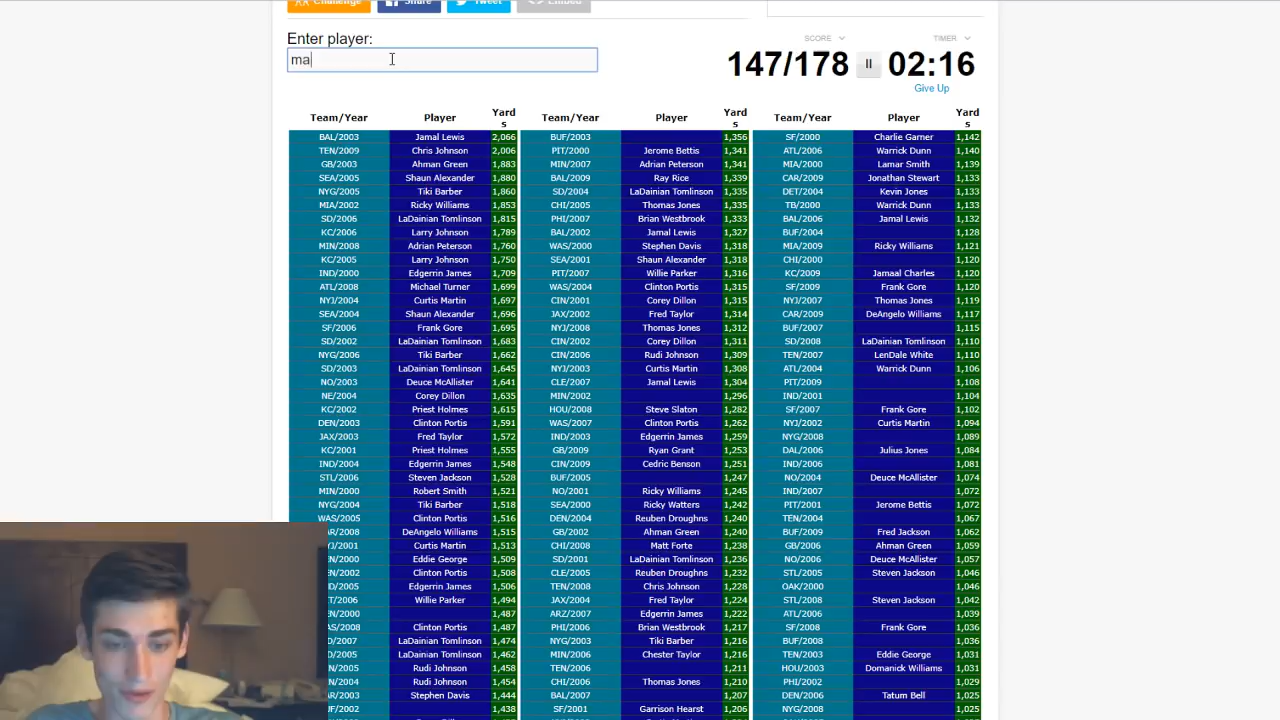 Challenge Share Tweet Embed
Enter player:
ma
SCORE TIMER
147/178 02:16
Give Up
Team/Year Player Yards Team/Year Player Yards Team/Year Player Yards
BAL/2003 Jamal Lewis 2,066 BUF/2003 1,356 SF/2000 Charlie Garner 1,142
TEN/2009 Chris Johnson 2,006 PIT/2000 Jerome Bettis 1,341 ATL/2006 Warrick Dunn 1,140
GB/2003 Ahman Green 1,883 MIN/2007 Adrian Peterson 1,341 MIA/2000 Lamar Smith 1,139
SEA/2005 Shaun Alexander 1,880 BAL/2009 Ray Rice 1,339 CAR/2009 Jonathan Stewart 1,133
NYG/2005 Tiki Barber 1,860 SD/2004 LaDainian Tomlinson 1,335 DET/2004 Kevin Jones 1,133
MIA/2002 Ricky Williams 1,853 CHI/2005 Thomas Jones 1,335 TB/2000 Warrick Dunn 1,133
SD/2006 LaDainian Tomlinson 1,815 PHI/2007 Brian Westbrook 1,333 BAL/2006 Jamal Lewis 1,132
KC/2006 Larry Johnson 1,789 BAL/2002 Jamal Lewis 1,327 BUF/2004 1,128
MIN/2008 Adrian Peterson 1,760 WAS/2000 Stephen Davis 1,318 MIA/2009 Ricky Williams 1,121
KC/2005 Larry Johnson 1,750 SEA/2001 Shaun Alexander 1,318 CHI/2000 1,120
IND/2000 Edgerrin James 1,709 PIT/2007 Willie Parker 1,316 KC/2009 Jamaal Charles 1,120
ATL/2008 Michael Turner 1,699 WAS/2004 Clinton Portis 1,315 SF/2009 Frank Gore 1,120
NYJ/2004 Curtis Martin 1,697 CIN/2001 Corey Dillon 1,315 NYJ/2007 Thomas Jones 1,119
SEA/2004 Shaun Alexander 1,696 JAX/2002 Fred Taylor 1,314 CAR/2009 DeAngelo Williams 1,117
SF/2006 Frank Gore 1,695 NYJ/2008 Thomas Jones 1,312 BUF/2007 1,115
SD/2002 LaDainian Tomlinson 1,683 CIN/2002 Corey Dillon 1,311 SD/2008 LaDainian Tomlinson 1,110
NYG/2006 Tiki Barber 1,662 CIN/2006 Rudi Johnson 1,309 TEN/2007 LenDale White 1,110
SD/2003 LaDainian Tomlinson 1,645 NYJ/2003 Curtis Martin 1,308 ATL/2004 Warrick Dunn 1,106
NO/2003 Deuce McAllister 1,641 CLE/2007 Jamal Lewis 1,304 PIT/2009 1,108
NE/2004 Corey Dillon 1,635 MIN/2002 1,296 IND/2001 1,104
KC/2002 Priest Holmes 1,615 HOU/2008 Steve Slaton 1,282 SF/2007 Frank Gore 1,102
DEN/2003 Clinton Portis 1,591 WAS/2007 Clinton Portis 1,262 NYJ/2002 Curtis Martin 1,094
JAX/2003 Fred Taylor 1,572 IND/2003 Edgerrin James 1,259 NYG/2008 1,089
KC/2001 Priest Holmes 1,555 GB/2009 Ryan Grant 1,253 DAL/2006 Julius Jones 1,084
IND/2004 Edgerrin James 1,548 CIN/2009 Cedric Benson 1,251 IND/2006 1,081
STL/2006 Steven Jackson 1,528 BUF/2005 1,247 NO/2004 Deuce McAllister 1,074
MIN/2000 Robert Smith 1,521 NO/2001 Ricky Williams 1,245 IND/2007 1,072
NYG/2004 Tiki Barber 1,518 SEA/2000 Ricky Watters 1,242 PIT/2001 Jerome Bettis 1,072
WAS/2005 Clinton Portis 1,516 DEN/2004 Reuben Droughns 1,240 TEN/2004 1,067
AR/2008 DeAngelo Williams 1,515 GB/2002 Ahman Green 1,240 BUF/2009 Fred Jackson 1,062
J/2001 Curtis Martin 1,513 CHI/2008 Matt Forte 1,238 GB/2006 Ahman Green 1,059
N/2000 Eddie George 1,509 SD/2001 LaDainian Tomlinson 1,236 NO/2006 Deuce McAllister 1,057
N/2002 Clinton Portis 1,508 CLE/2005 Reuben Droughns 1,232 STL/2005 Steven Jackson 1,046
D/2005 Edgerrin James 1,506 TEN/2008 Chris Johnson 1,228 OAK/2000 1,046
T/2006 Willie Parker 1,494 JAX/2004 Fred Taylor 1,224 STL/2008 Steven Jackson 1,042
N/2000 1,487 ARZ/2007 Edgerrin James 1,222 ATL/2006 1,039
AS/2008 Clinton Portis 1,487 PHI/2006 Brian Westbrook 1,217 SF/2008 Frank Gore 1,036
D/2007 LaDainian Tomlinson 1,474 NYG/2003 Tiki Barber 1,216 BUF/2008 1,036
D/2005 LaDainian Tomlinson 1,462 MIN/2006 Chester Taylor 1,216 TEN/2003 Eddie George 1,031
N/2005 Rudi Johnson 1,458 TEN/2006 1,211 HOU/2003 Domanick Williams 1,031
N/2004 Rudi Johnson 1,454 CHI/2006 Thomas Jones 1,210 PHI/2002 1,029
AR/2003 Stephen Davis 1,444 BAL/2007 1,207 DEN/2006 Tatum Bell 1,025
UF/2002 1,438 SF/2001 Garrison Hearst 1,206 NYG/2008 1,025